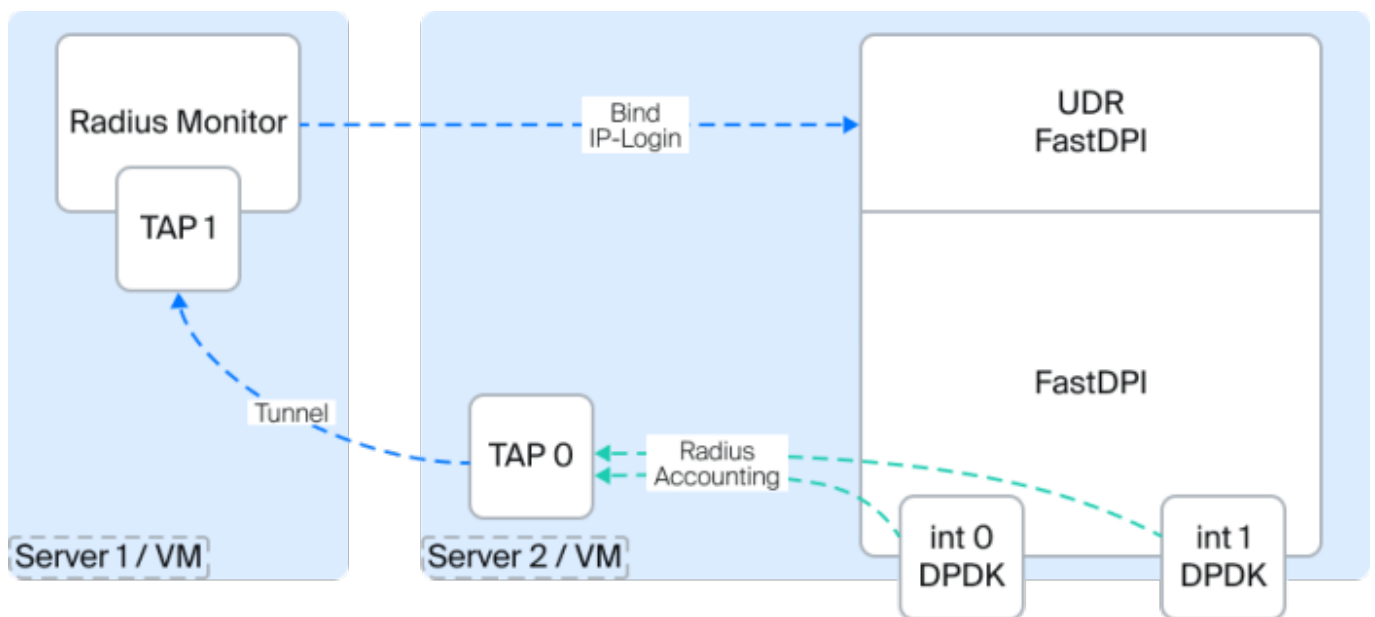 Radius Monitor
TAP 1
Bind
IP-Login
UDR
FastDPI
FastDPI
Tunnel
TAP 0
Radius
Accounting
int 0
DPDK
int 1
DPDK
Server 1 / VM
Server 2 / VM